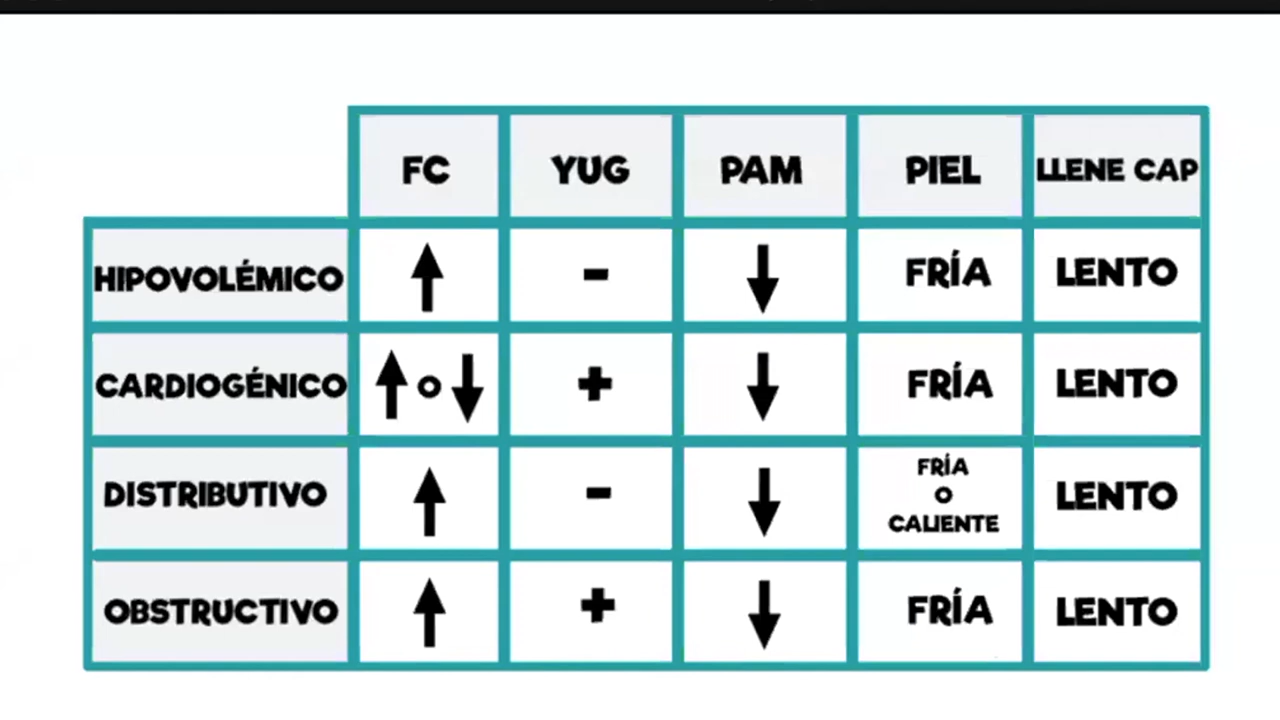 FC YUG PAM PIEL LLENE CAP
HIPOVOLÉMICO ↑ - ↓ FRÍA LENTO
CARDIOGÉNICO ↑ o ↓ + ↓ FRÍA LENTO
DISTRIBUTIVO ↑ - ↓ FRÍA
O
CALIENTE LENTO
OBSTRUCTIVO ↑ + ↓ FRÍA LENTO